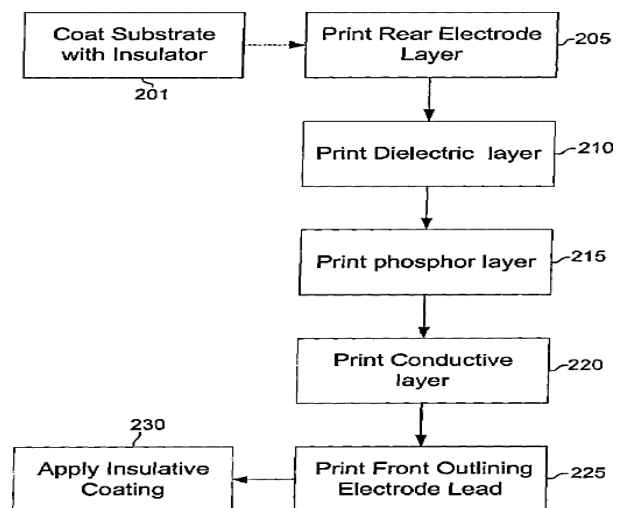 Coat Substrate
with Insulator
201
Print Rear Electrode
Layer
205
Print Dielectric layer
210
Print phosphor layer
215
Print Conductive
layer
220
Print Front Outlining
Electrode Lead
225
230
Apply Insulative
Coating